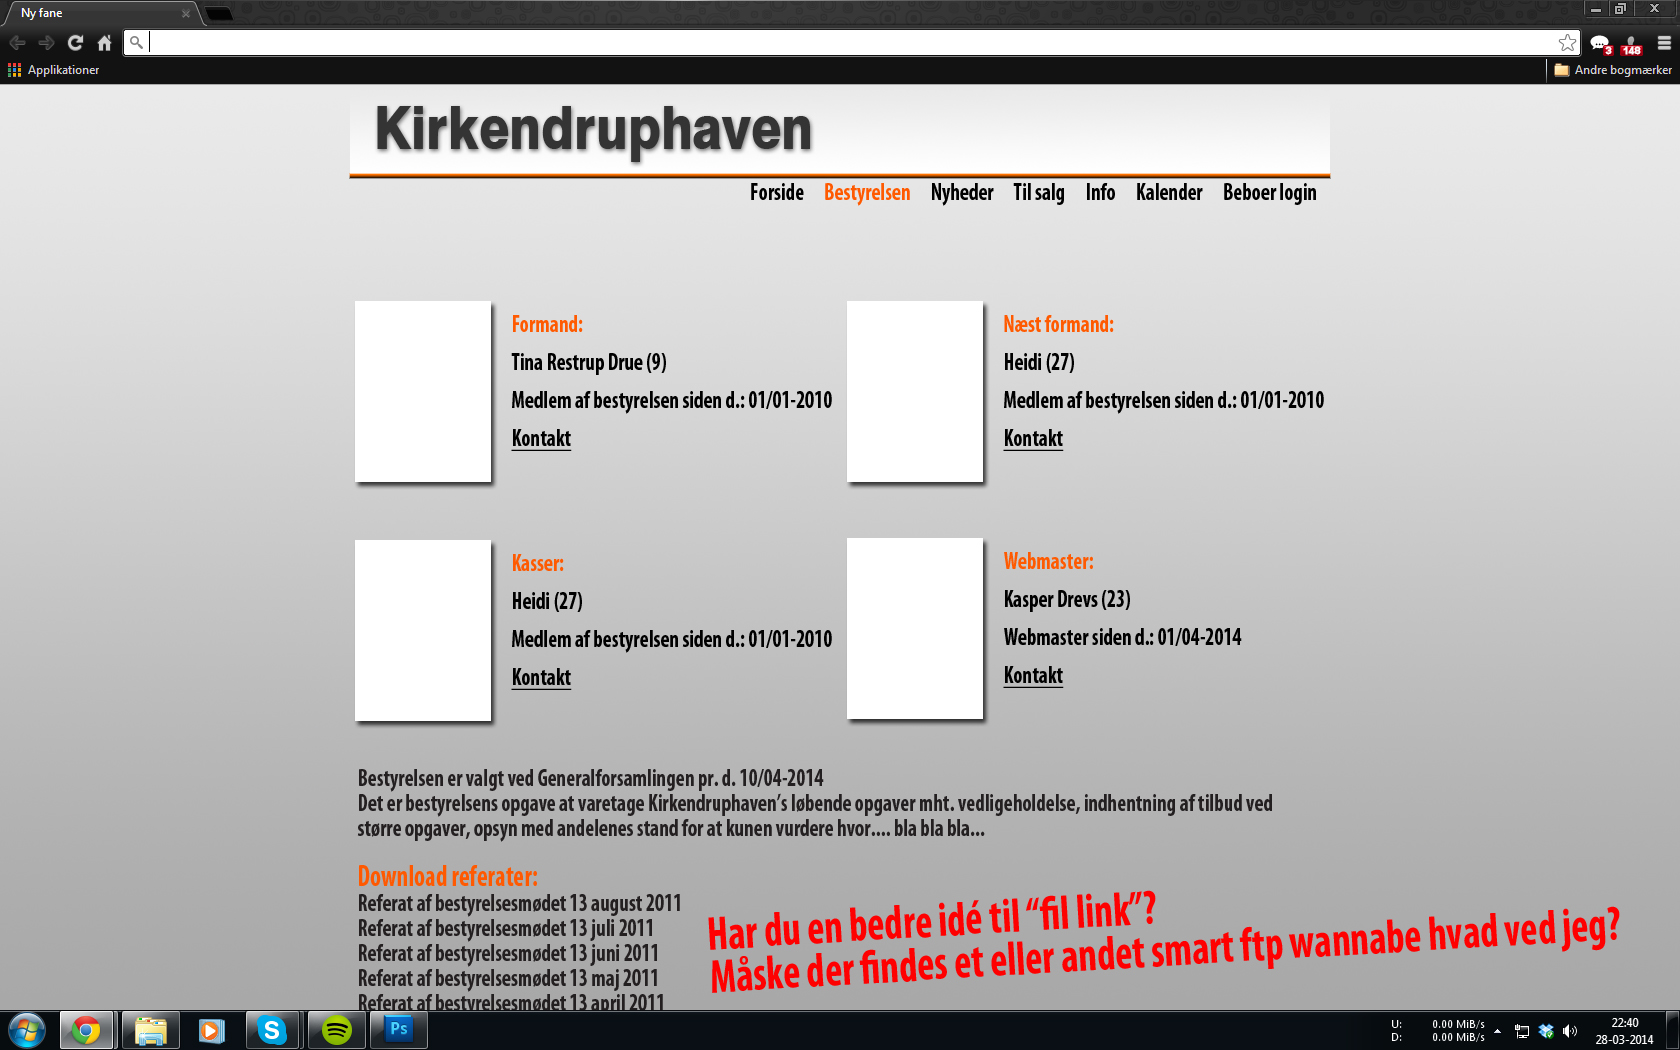 Ny fane
Applikationer
Andre bogmærker
3
148
Kirkendruphaven
Forside Bestyrelsen Nyheder Til salg Info Kalender Beboer login
Formand:
Tina Restrup Drue (9)
Medlem af bestyrelsen siden d.: 01/01-2010
Kontakt
Næst formand:
Heidi (27)
Medlem af bestyrelsen siden d.: 01/01-2010
Kontakt
Kasser:
Heidi (27)
Medlem af bestyrelsen siden d.: 01/01-2010
Kontakt
Webmaster:
Kasper Drevs (23)
Webmaster siden d.: 01/04-2014
Kontakt
Bestyrelsen er valgt ved Generalforsamlingen pr. d. 10/04-2014
Det er bestyrelsens opgave at varetage Kirkendruphaven’s løbende opgaver mht. vedligeholdelse, indhentning af tilbud ved
større opgaver, opsyn med andelenes stand for at kunen vurdere hvor.... bla bla bla...
Download referater:
Referat af bestyrelsesmødet 13 august 2011
Referat af bestyrelsesmødet 13 juli 2011
Referat af bestyrelsesmødet 13 juni 2011
Referat af bestyrelsesmødet 13 maj 2011
Referat af bestyrelsesmødet 13 april 2011
Har du en bedre idé til “fil link”?
Måske der findes et eller andet smart ftp wannabe hvad ved jeg?
Ps
U: 0.00 MiB/s
D: 0.00 MiB/s
22:40
28-03-2014